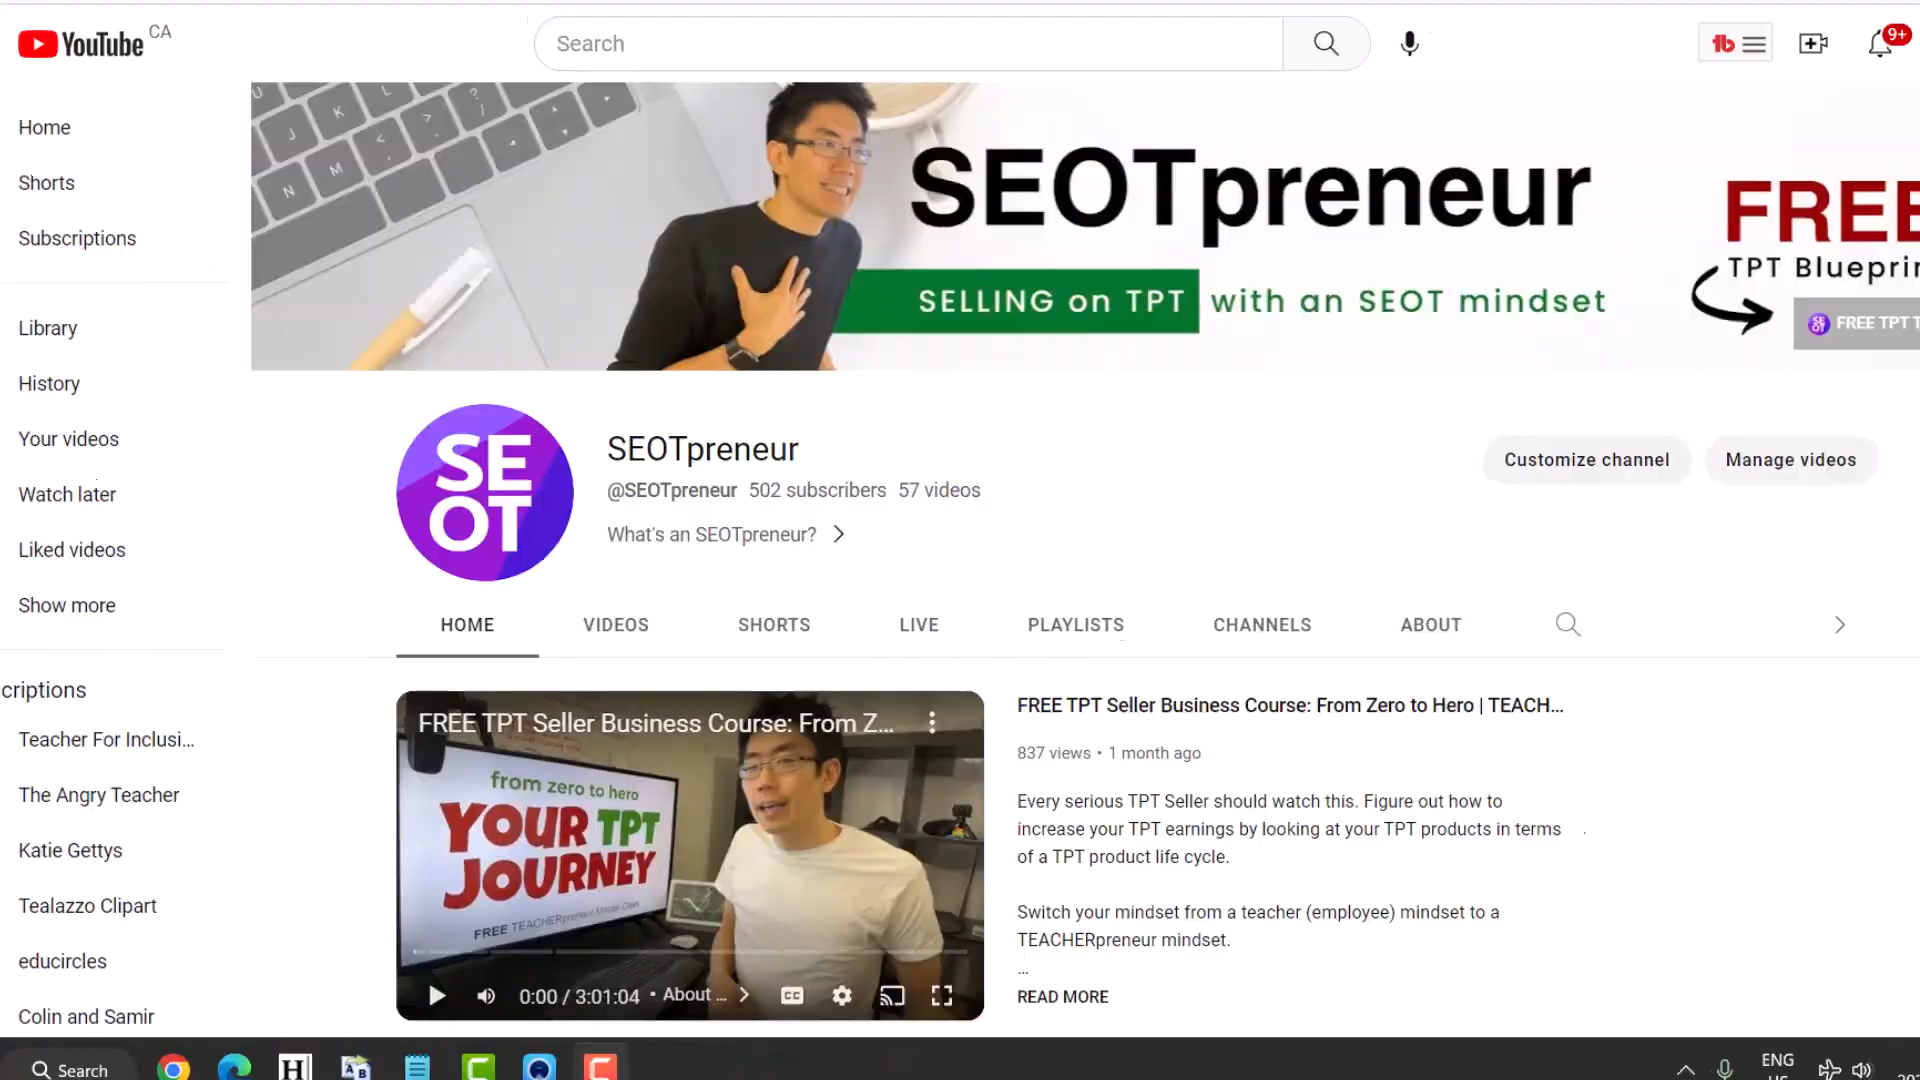 YouTube CA
Search
9+
Home
Shorts
Subscriptions
Library
History
Your videos
Watch later
Liked videos
Show more
criptions
Teacher For Inclusi...
The Angry Teacher
Katie Gettys
Tealazzo Clipart
educircles
Colin and Samir
SEOTpreneur
SELLING on TPT with an SEOT mindset
FREE
TPT Blueprin
FREE TPT T
SE
OT
SEOTpreneur
@SEOTpreneur 502 subscribers 57 videos
What's an SEOTpreneur?
Customize channel
Manage videos
HOME VIDEOS SHORTS LIVE PLAYLISTS CHANNELS ABOUT
FREE TPT Seller Business Course: From Z...
from zero to hero
YOUR TPT
JOURNEY
FREE TEACHERpreneur Master Class
0:00 / 3:01:04 • About ...
CC
FREE TPT Seller Business Course: From Zero to Hero | TEACH...
837 views • 1 month ago
Every serious TPT Seller should watch this. Figure out how to
increase your TPT earnings by looking at your TPT products in terms
of a TPT product life cycle.
Switch your mindset from a teacher (employee) mindset to a
TEACHERpreneur mindset.
...
READ MORE
Search
ENG